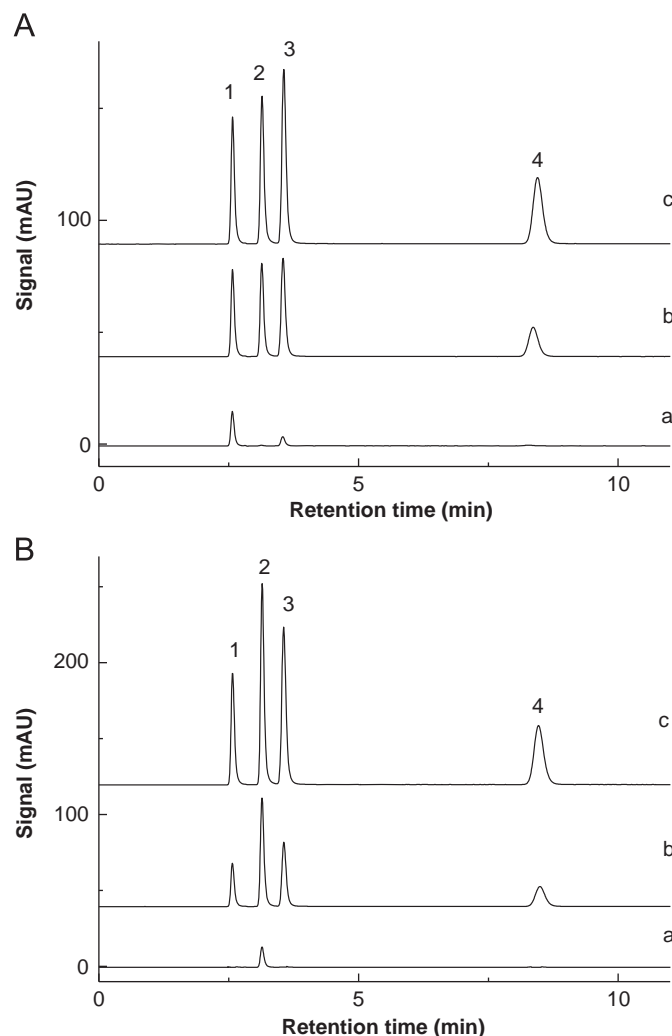 A
1 2 3
4
c
100
b
a
0
Signal (mAU)
0 5 10
Retention time (min)
B
2
3
1
200
4
c
100
b
a
0
Signal (mAU)
0 5 10
Retention time (min)